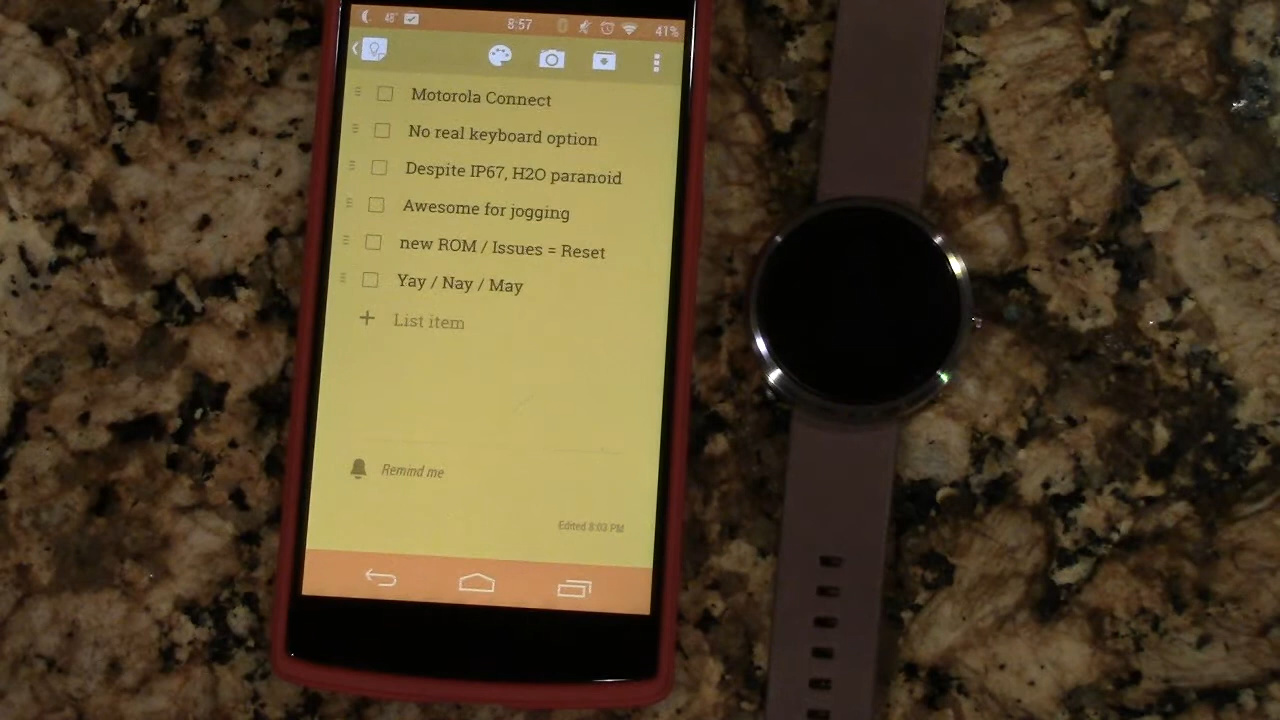 48° 8:57 41%
Motorola Connect
No real keyboard option
Despite IP67, H2O paranoid
Awesome for jogging
new ROM / Issues = Reset
Yay / Nay / May
+ List item
Remind me
Edited 8:03 PM